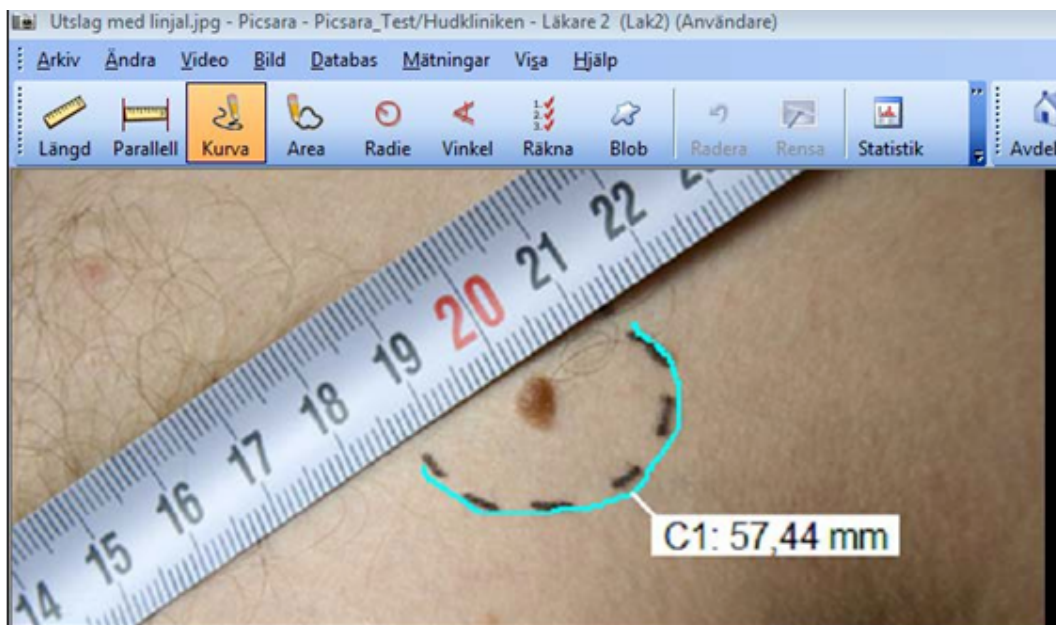 Utslag med linjal.jpg - Picsara - Picsara_Test/Hudkliniken - Läkare 2 (Lak2) (Användare)
Arkiv Ändra Video Bild Databas Mätningar Visa Hjälp
Längd Parallell Kurva Area Radie Vinkel Räkna Blob Radera Rensa Statistik Avdel
14 15 16 17 18 19 20 21 22
C1: 57,44 mm